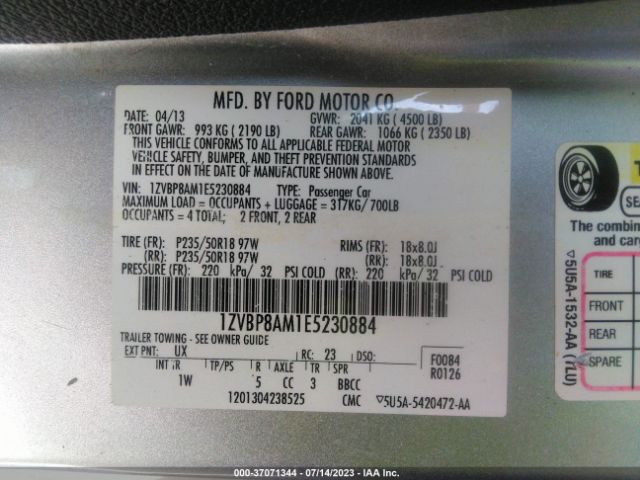 MFD. BY FORD MOTOR CO.
DATE: 04/13 GVWR: 2041 KG ( 4500 LB)
FRONT GAWR: 993 KG ( 2190 LB) REAR GAWR: 1066 KG ( 2350 LB)
THIS VEHICLE CONFORMS TO ALL APPLICABLE FEDERAL MOTOR
VEHICLE SAFETY, BUMPER, AND THEFT PREVENTION STANDARDS
IN EFFECT ON THE DATE OF MANUFACTURE SHOWN ABOVE.
VIN: 1ZVBP8AM1E5230884 TYPE: Passenger Car
MAXIMUM LOAD = OCCUPANTS + LUGGAGE = 317KG/ 700LB
OCCUPANTS = 4 TOTAL; 2 FRONT, 2 REAR
TIRE (FR): P235/50R18 97W RIMS (FR): 18x8.0J
(RR): P235/50R18 97W (RR): 18x8.0J
PRESSURE (FR): 220 kPa/ 32 PSI COLD (RR): 220 kPa/ 32 PSI COLD
1ZVBP8AM1E5230884
TRAILER TOWING - SEE OWNER GUIDE
EXT PNT: UX RC: 23 DSO: F0084
INT TR TP/PS R AXLE TR SPR R0126
1W 5 CC 3 BBCC
1201304238525 CMC ▽5U5A-5420472-AA
T
SEA
The combin
and carg
TIRE
FRONT
REAR
SPARE
▽5U5A-1532-AA (7LU)
000-37071344 - 07/14/2023 - IAA Inc.